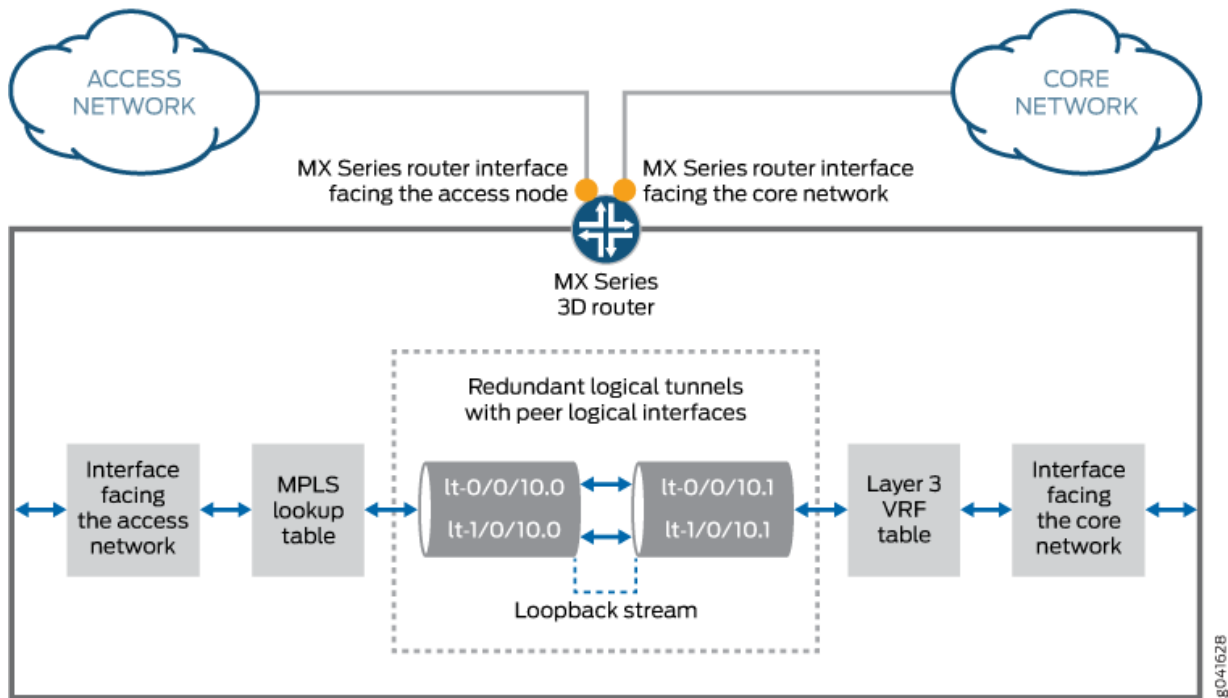 ACCESS
NETWORK
CORE
NETWORK
MX Series router interface
facing the access node
MX Series router interface
facing the core network
MX Series
3D router
Redundant logical tunnels
with peer logical interfaces
Interface
facing
the access
network
MPLS
lookup
table
lt-0/0/10.0
lt-1/0/10.0
lt-0/0/10.1
lt-1/0/10.1
Layer 3
VRF
table
Interface
facing
the core
network
Loopback stream
g041628